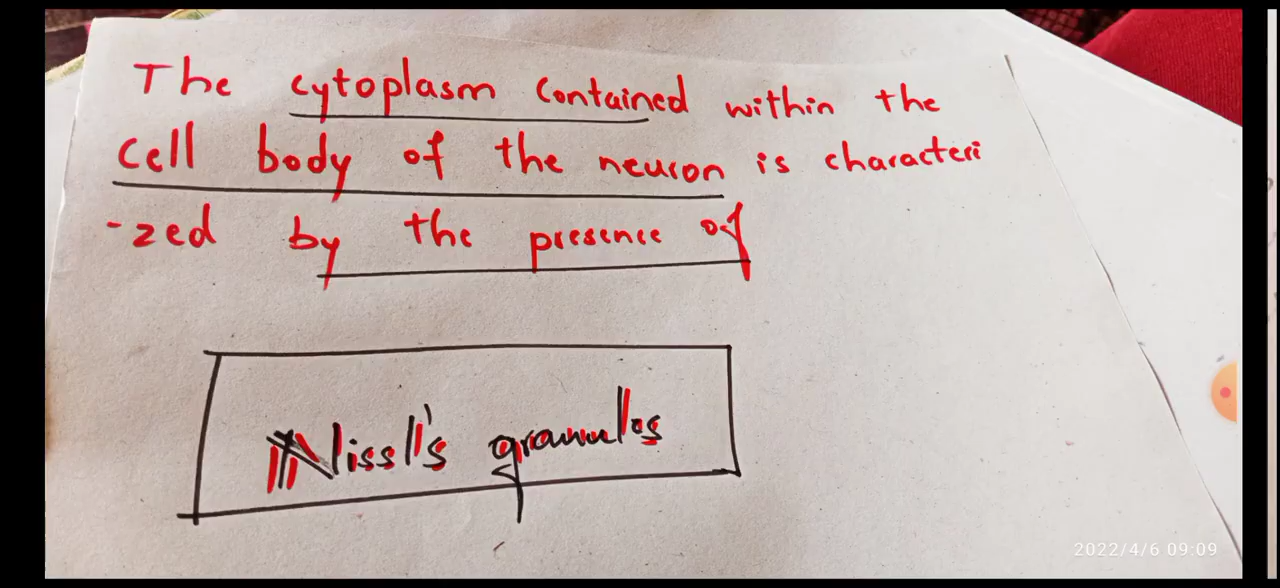 The cytoplasm contained within the
cell body of the neuron is characteri
-zed by the presence of
Nissl's granules
2022/4/6 09:09